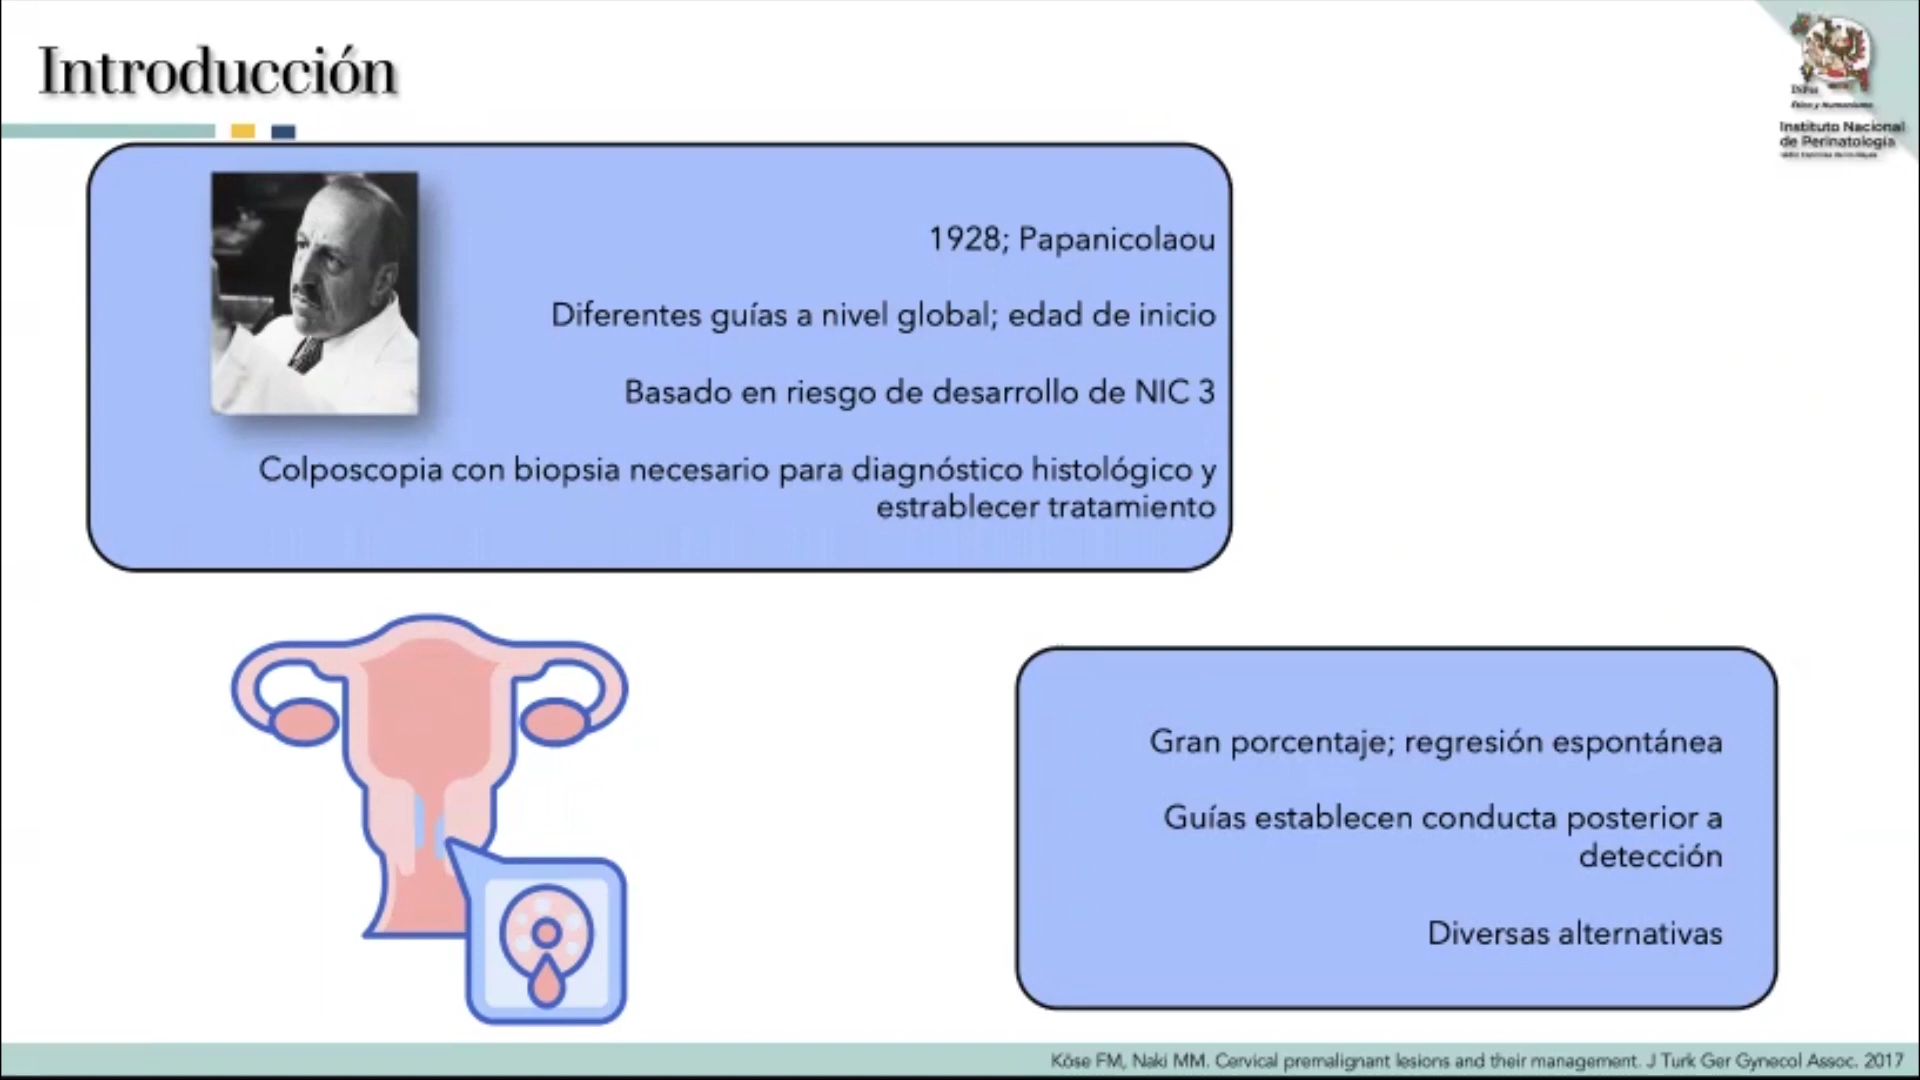 Introducción
Instituto Nacional
de Perinatología
1928; Papanicolaou
Diferentes guías a nivel global; edad de inicio
Basado en riesgo de desarrollo de NIC 3
Colposcopia con biopsia necesario para diagnóstico histológico y
estrablecer tratamiento
Gran porcentaje; regresión espontánea
Guías establecen conducta posterior a
detección
Diversas alternativas
Köse FM, Naki MM. Cervical premalignant lesions and their management. J Turk Ger Gynecol Assoc. 2017